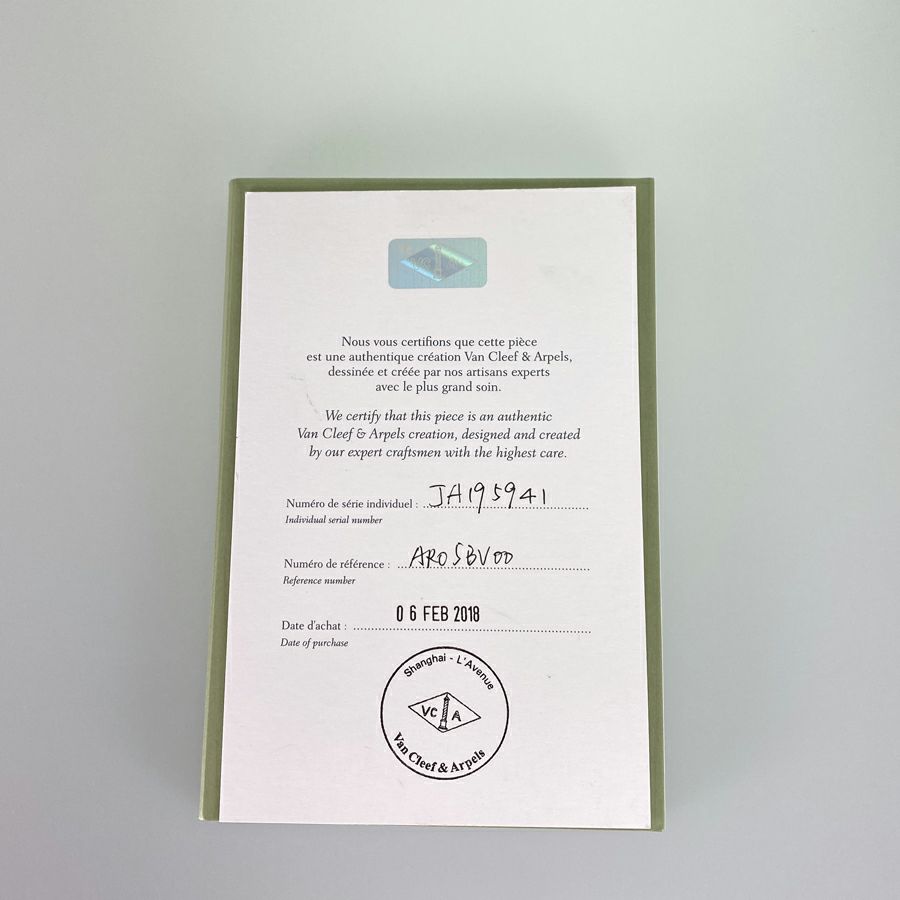 Nous vous certifions que cette pièce
est une authentique création Van Cleef & Arpels,
dessinée et créée par nos artisans experts
avec le plus grand soin.
We certify that this piece is an authentic
Van Cleef & Arpels creation, designed and created
by our expert craftsmen with the highest care.
Numéro de série individuel : JA195941
Individual serial number
Numéro de référence : ARO5BV00
Reference number
Date d'achat : 06 FEB 2018
Date of purchase
Shanghai - L'Avenue
VC A
Van Cleef & Arpels